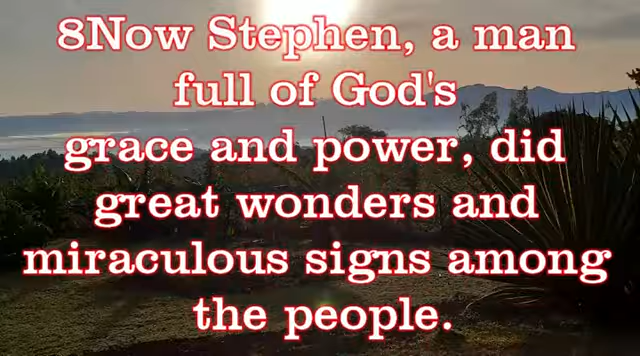 8Now Stephen, a man
full of God's
grace and power, did
great wonders and
miraculous signs among
the people.